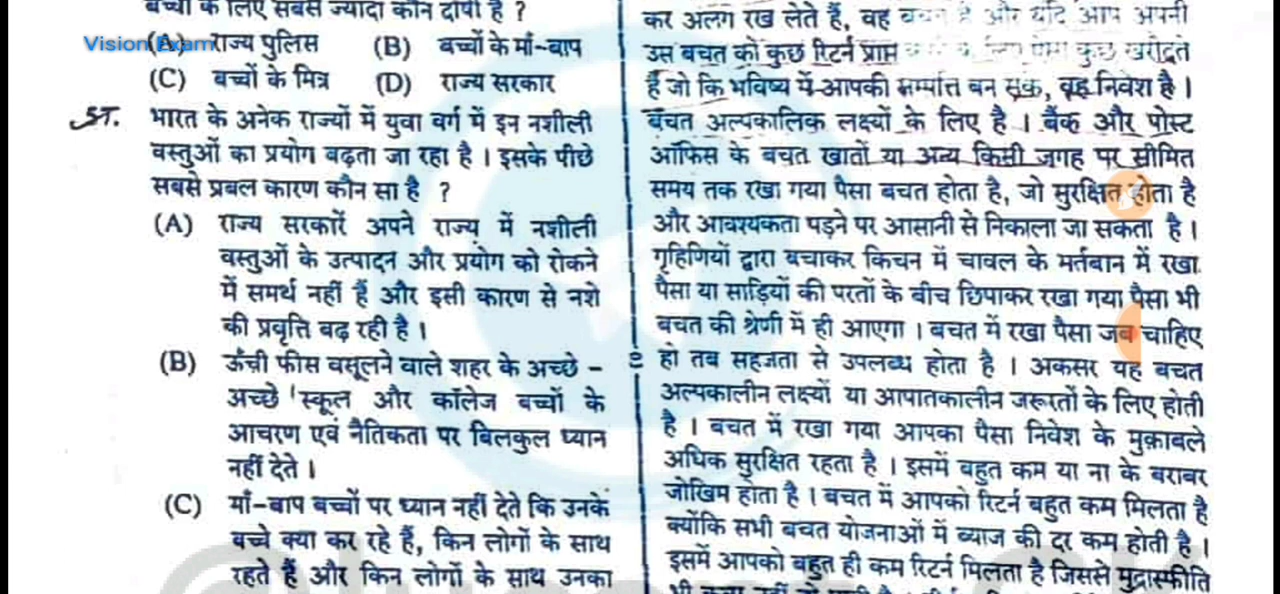 बच्चों के लिए सबसे ज्यादा कौन दोषी है ?
Vision Exam
(A) राज्य पुलिस (B) बच्चों के माँ-बाप
(C) बच्चों के मित्र (D) राज्य सरकार
भारत के अनेक राज्यों में युवा वर्ग में इन नशीली
वस्तुओं का प्रयोग बढ़ता जा रहा है । इसके पीछे
सबसे प्रबल कारण कौन सा है ?
(A) राज्य सरकारें अपने राज्य में नशीली
वस्तुओं के उत्पादन और प्रयोग को रोकने
में समर्थ नहीं हैं और इसी कारण से नशे
की प्रवृत्ति बढ़ रही है ।
(B) ऊँची फीस वसूलने वाले शहर के अच्छे -
अच्छे स्कूल और कॉलेज बच्चों के
आचरण एवं नैतिकता पर बिलकुल ध्यान
नहीं देते ।
(C) माँ-बाप बच्चों पर ध्यान नहीं देते कि उनके
बच्चे क्या कर रहे हैं, किन लोगों के साथ
रहते हैं और किन लोगों के साथ उनका
कर अलग रख लेते हैं, वह बचत है और यदि आप अपनी
उस बचत को कुछ रिटर्न प्राप्त के लिए कुछ खरीदते
हैं जो कि भविष्य में आपकी सम्पत्ति बन सके, वह निवेश है ।
बचत अल्पकालिक लक्ष्यों के लिए है । बैंक और पोस्ट
ऑफिस के बचत खातों या अन्य किसी जगह पर सीमित
समय तक रखा गया पैसा बचत होता है, जो सुरक्षित होता है
और आवश्यकता पड़ने पर आसानी से निकाला जा सकता है ।
गृहिणियों द्वारा बचाकर किचन में चावल के मर्तबान में रखा
पैसा या साड़ियों की परतों के बीच छिपाकर रखा गया पैसा भी
बचत की श्रेणी में ही आएगा । बचत में रखा पैसा जब चाहिए
हो तब सहजता से उपलब्ध होता है । अकसर यह बचत
अल्पकालीन लक्ष्यों या आपातकालीन जरूरतों के लिए होती
है । बचत में रखा गया आपका पैसा निवेश के मुक़ाबले
अधिक सुरक्षित रहता है । इसमें बहुत कम या ना के बराबर
जोखिम होता है । बचत में आपको रिटर्न बहुत कम मिलता है
क्योंकि सभी बचत योजनाओं में ब्याज की दर कम होती है ।
इसमें आपको बहुत ही कम रिटर्न मिलता है जिससे मुद्रास्फीति